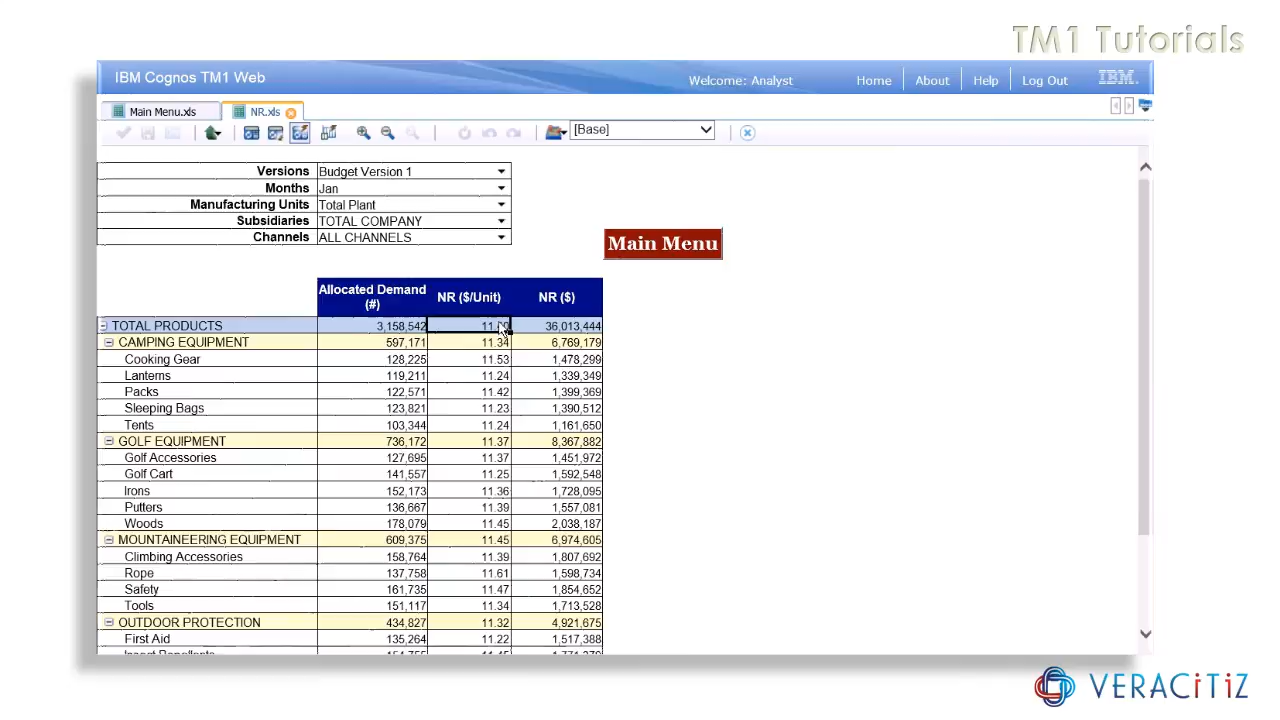 TM1 Tutorials
IBM Cognos TM1 Web
Welcome: Analyst Home About Help Log Out IBM.
Main Menu.xls NR.xls
[Base]
Versions Budget Version 1
Months Jan
Manufacturing Units Total Plant
Subsidiaries TOTAL COMPANY
Channels ALL CHANNELS
Main Menu
Allocated Demand (#) NR ($/Unit) NR ($)
TOTAL PRODUCTS 3,158,542 36,013,444
CAMPING EQUIPMENT 597,171 11.34 6,769,179
Cooking Gear 128,225 11.53 1,478,299
Lanterns 119,211 11.24 1,339,349
Packs 122,571 11.42 1,399,369
Sleeping Bags 123,821 11.23 1,390,512
Tents 103,344 11.24 1,161,650
GOLF EQUIPMENT 736,172 11.37 8,367,882
Golf Accessories 127,695 11.37 1,451,972
Golf Cart 141,557 11.25 1,592,548
Irons 152,173 11.36 1,728,095
Putters 136,667 11.39 1,557,081
Woods 178,079 11.45 2,038,187
MOUNTAINEERING EQUIPMENT 609,375 11.45 6,974,605
Climbing Accessories 158,764 11.39 1,807,692
Rope 137,758 11.61 1,598,734
Safety 161,735 11.47 1,854,652
Tools 151,117 11.34 1,713,528
OUTDOOR PROTECTION 434,827 11.32 4,921,675
First Aid 135,264 11.22 1,517,388
VERACiTiZ